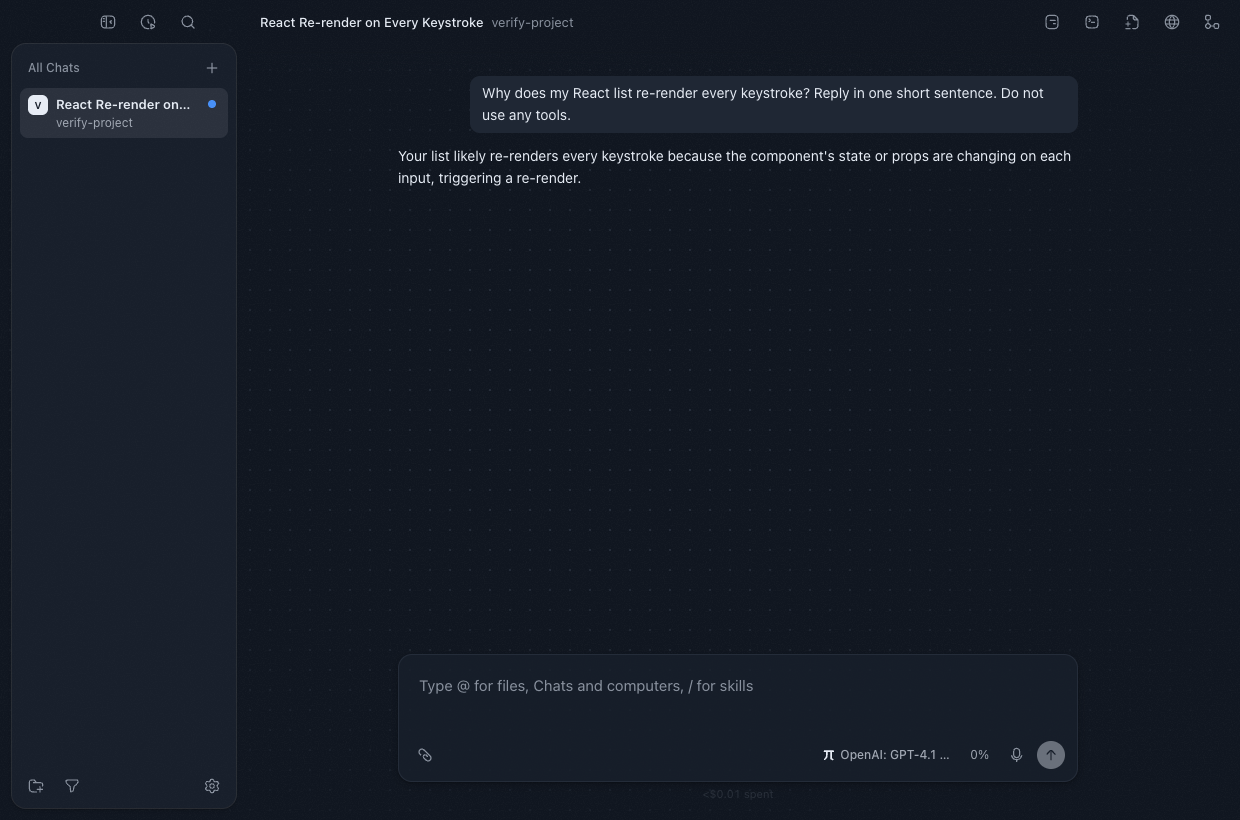 React Re-render on Every Keystroke verify-project
All Chats
V React Re-render on...
verify-project
Why does my React list re-render every keystroke? Reply in one short sentence. Do not
use any tools.
Your list likely re-renders every keystroke because the component's state or props are changing on each
input, triggering a re-render.
Type @ for files, Chats and computers, / for skills
π OpenAI: GPT-4.1 ... 0%
<$0.01 spent